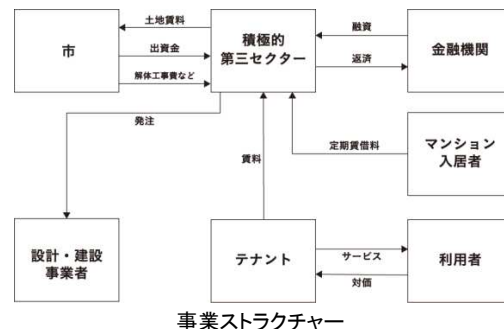 土地賃料
市
出資金
解体工事費など
積極的
第三セクター
融資
返済
金融機関
発注
賃料
定期賃借料
マンション
入居者
設計・建設
事業者
テナント
サービス
対価
利用者
事業ストラクチャー